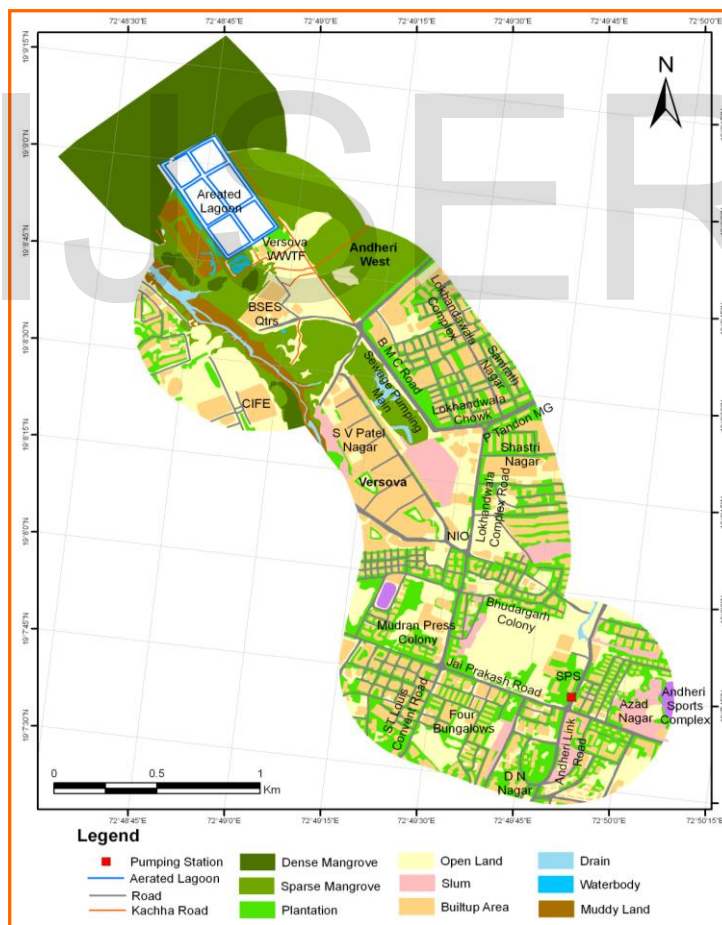 72°48'30"E 72°48'45"E 72°49'0"E 72°49'15"E 72°49'30"E 72°49'45"E 72°50'0"E
19°9'15"N
19°9'0"N
19°8'45"N
19°8'30"N
19°8'15"N
19°8'0"N
19°7'45"N
19°7'30"N
IJSER
N
Areated
Lagoon
Versova
WWTF
Andheri
West
BSES
Qtrs
Lokhandawala
Complex
Samrath
Nagar
B M C Road
Sewage Pumping
Main
Lokhandwala
Chowk
P Tandon MG
CIFE
S V Patel
Nagar
Shastri
Nagar
Versova
Lokhandwala
Complex Road
NIO
Bhudargarh
Colony
Mudran Press
Colony
Jai Prakash Road
SPS
Azad
Nagar
Andheri
Sports
Complex
ST Louis
Convent Road
Four
Bungalows
Andheri Link
Road
D N
Nagar
0 0.5 1
Km
72°48'30"E 72°48'45"E 72°49'0"E 72°49'15"E 72°49'30"E 72°49'45"E 72°50'0"E 72°50'15"E
Legend
Pumping Station
Aerated Lagoon
Road
Kachha Road
Dense Mangrove
Sparse Mangrove
Plantation
Open Land
Slum
Builtup Area
Drain
Waterbody
Muddy Land